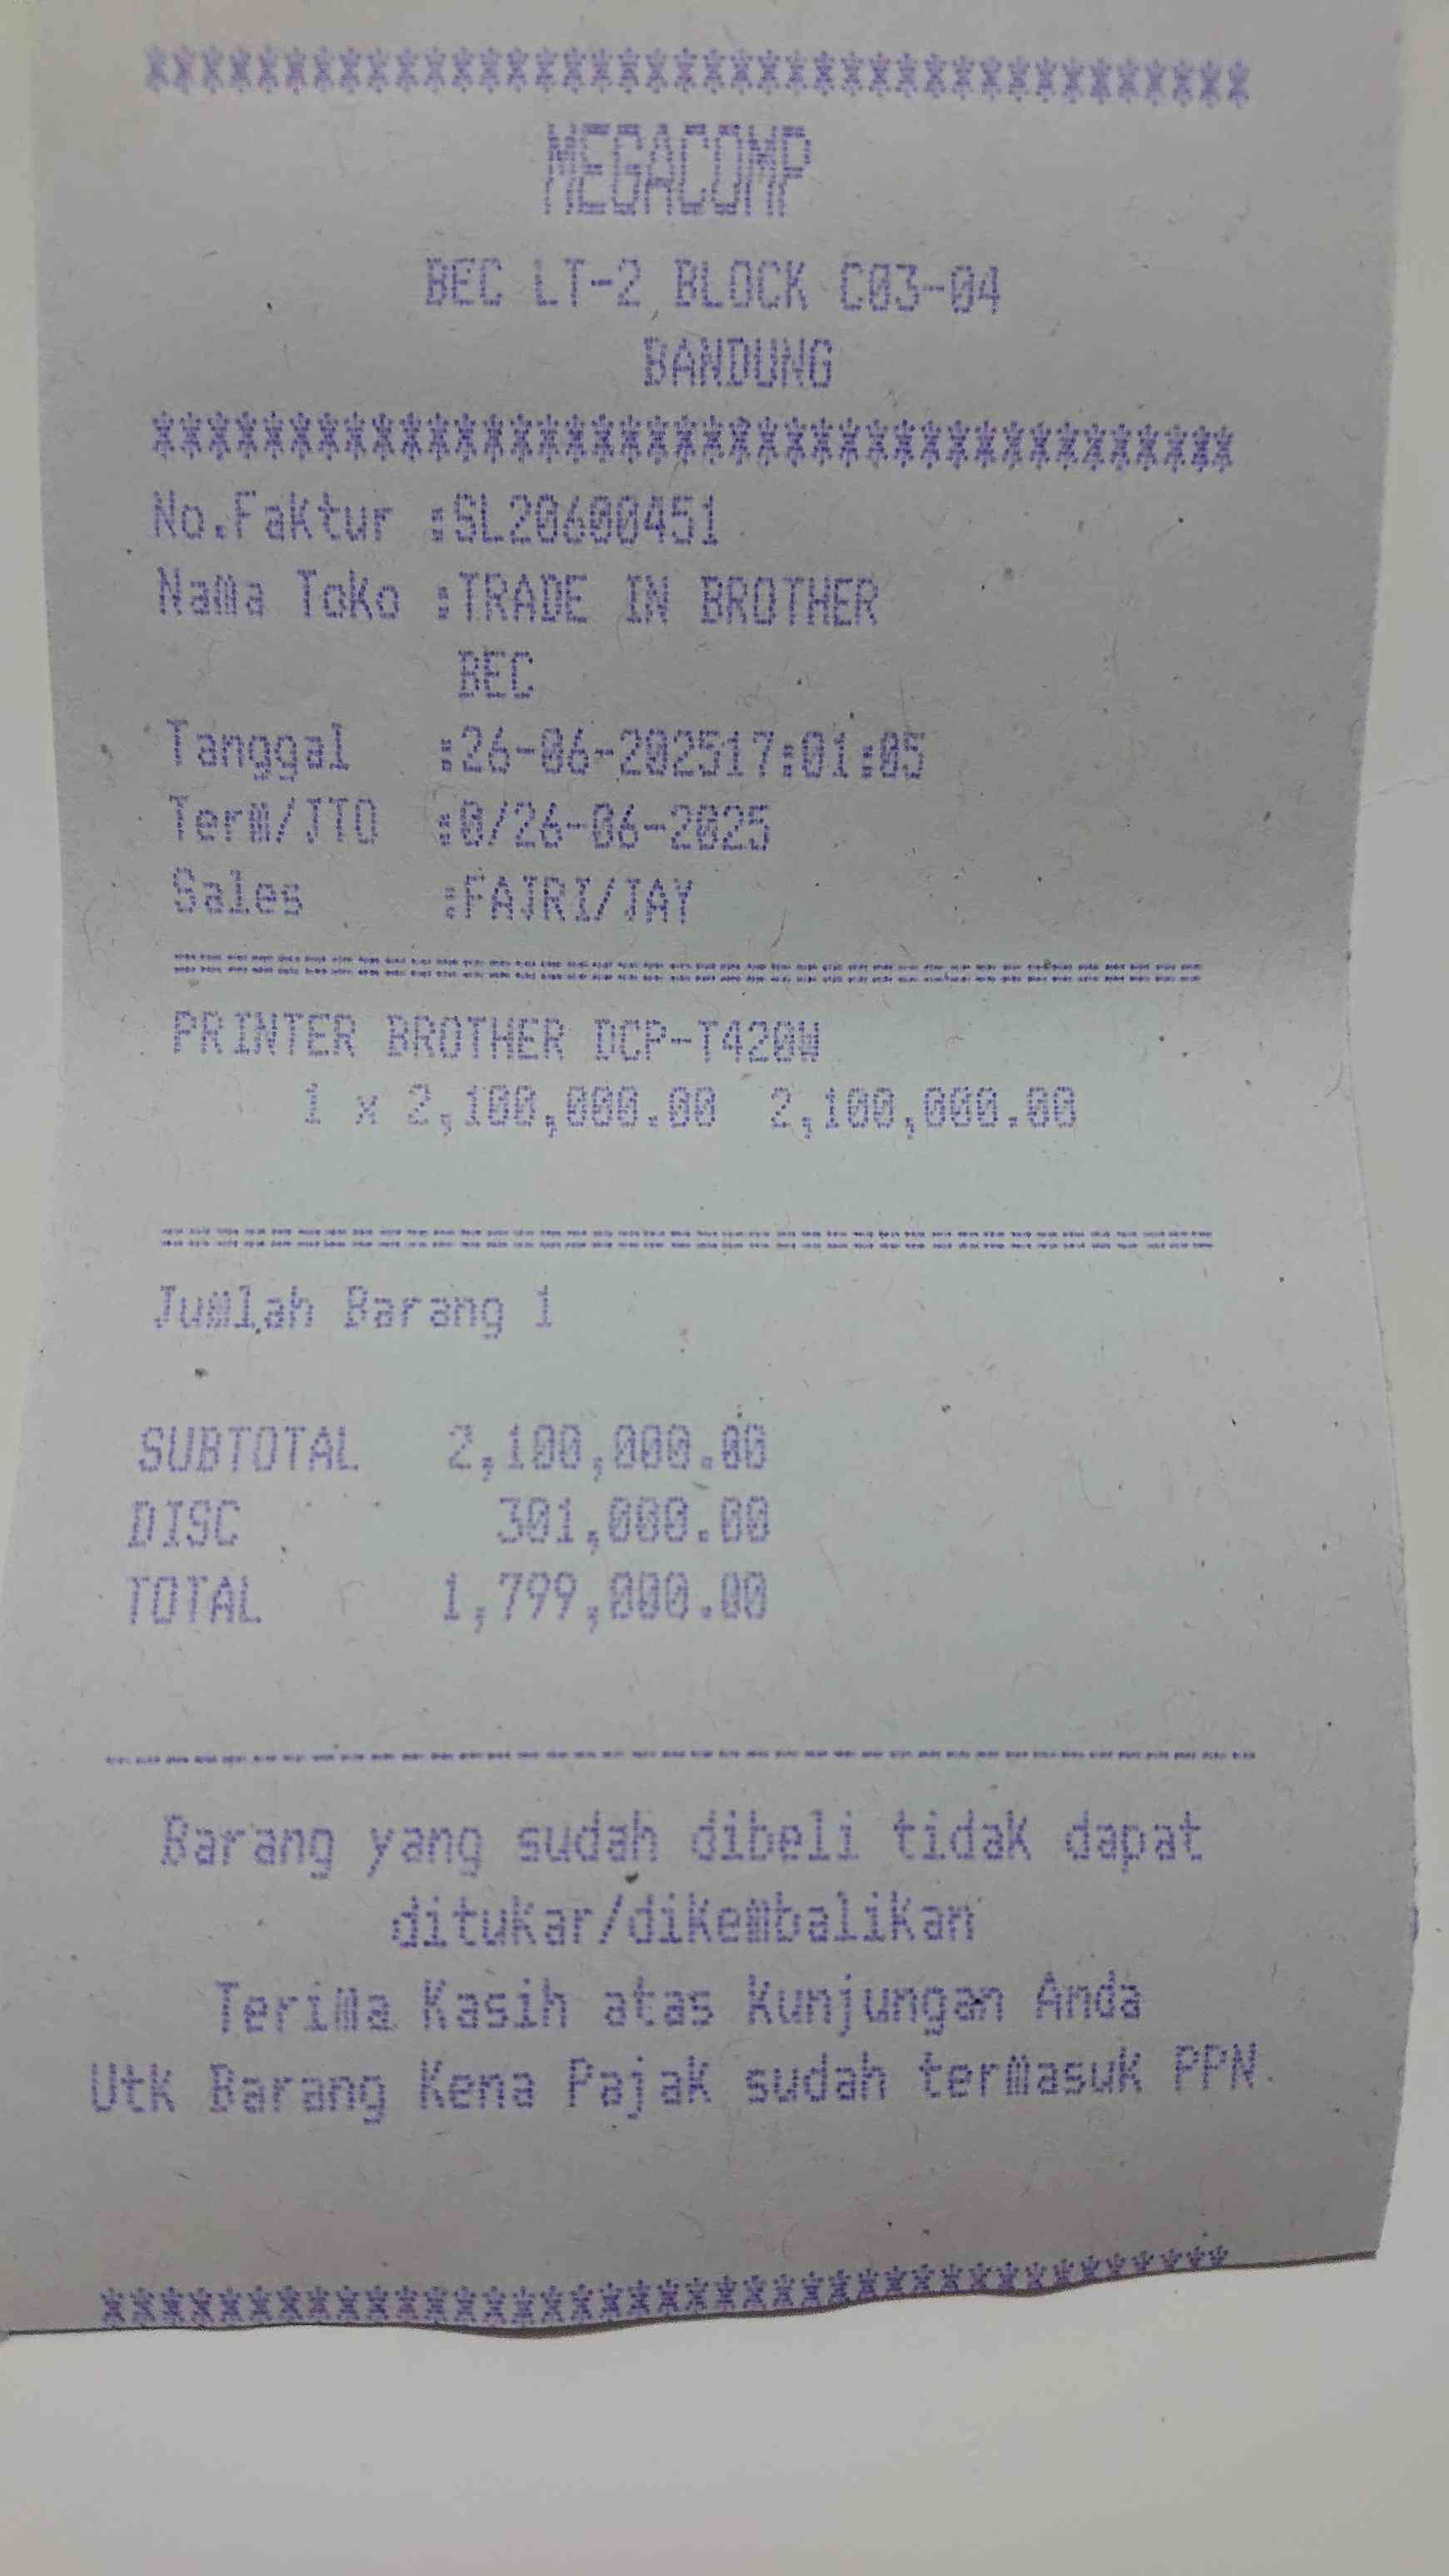 ****************************************
MEGACOMP
BEC LT-2 BLOCK C03-04
BANDUNG
***************************************
No.Faktur :SL20600451
Nama Toko :TRADE IN BROTHER
BEC
Tanggal :26-06-202517:01:05
Term/JTO :0/26-06-2025
Sales :FAJRI/JAY
=======================================
PRINTER BROTHER DCP-T420W
1 x 2,100,000.00 2,100,000.00
=======================================
Jumlah Barang 1
SUBTOTAL 2,100,000.00
DISC 301,000.00
TOTAL 1,799,000.00
----------------------------------------
Barang yang sudah dibeli tidak dapat
ditukar/dikembalikan
Terima Kasih atas Kunjungan Anda
Utk Barang Kena Pajak sudah termasuk PPN
****************************************